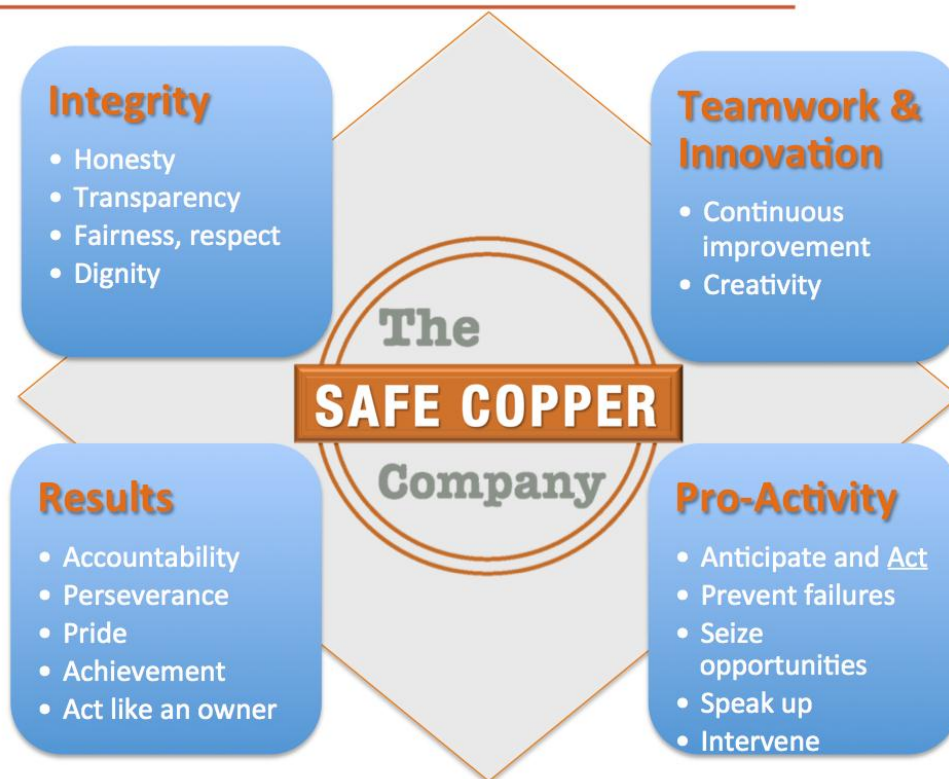 Integrity
• Honesty
• Transparency
• Fairness, respect
• Dignity
Teamwork &
Innovation
• Continuous
improvement
• Creativity
The
SAFE COPPER
Company
Results
• Accountability
• Perseverance
• Pride
• Achievement
• Act like an owner
Pro-Activity
• Anticipate and Act
• Prevent failures
• Seize
opportunities
• Speak up
• Intervene